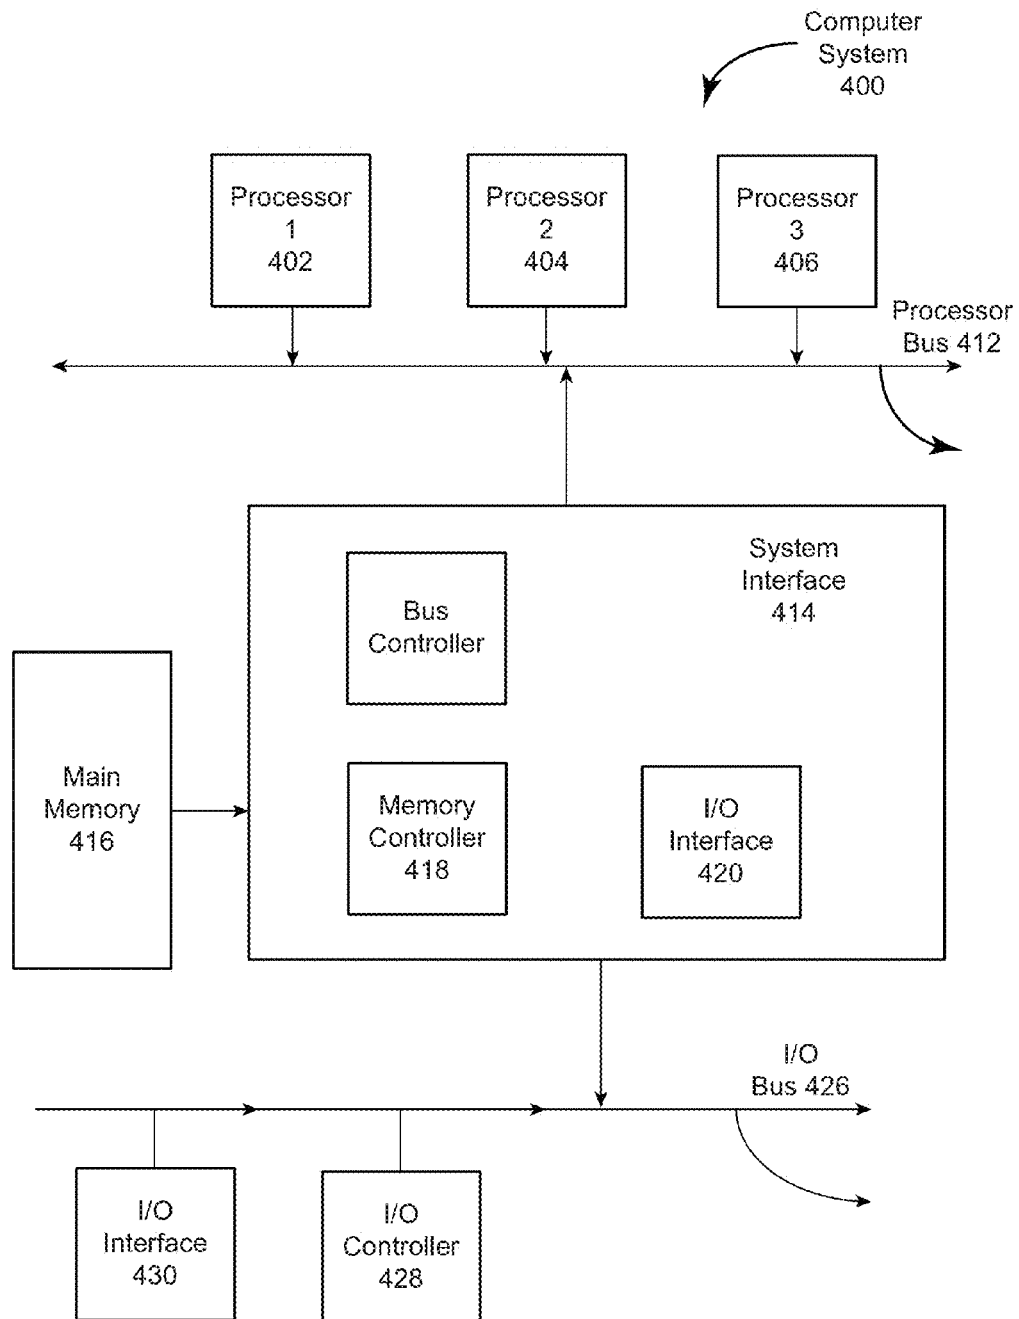 Computer
System
400
Processor
1
402
Processor
2
404
Processor
3
406
Processor
Bus 412
System
Interface
414
Bus
Controller
Main
Memory
416
Memory
Controller
418
I/O
Interface
420
I/O
Bus 426
I/O
Interface
430
I/O
Controller
428